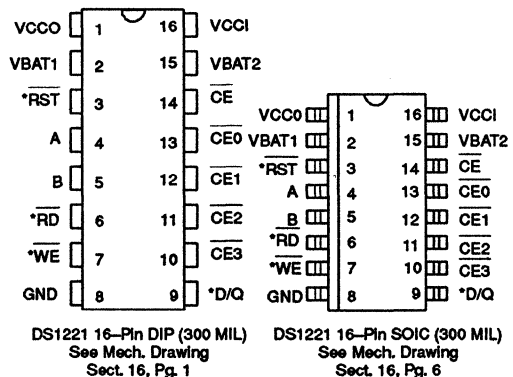 VCCO 1 16 VCCI
VBAT1 2 15 VBAT2
*RST 3 14 CE
A 4 13 CE0
B 5 12 CE1
*RD 6 11 CE2
*WE 7 10 CE3
GND 8 9 *D/Q
DS1221 16–Pin DIP (300 MIL)
See Mech. Drawing
Sect. 16, Pg. 1
VCC0 1 16 VCCI
VBAT1 2 15 VBAT2
*RST 3 14 CE
A 4 13 CE0
B 5 12 CE1
*RD 6 11 CE2
*WE 7 10 CE3
GND 8 9 *D/Q
DS1221 16–Pin SOIC (300 MIL)
See Mech. Drawing
Sect. 16, Pg. 6